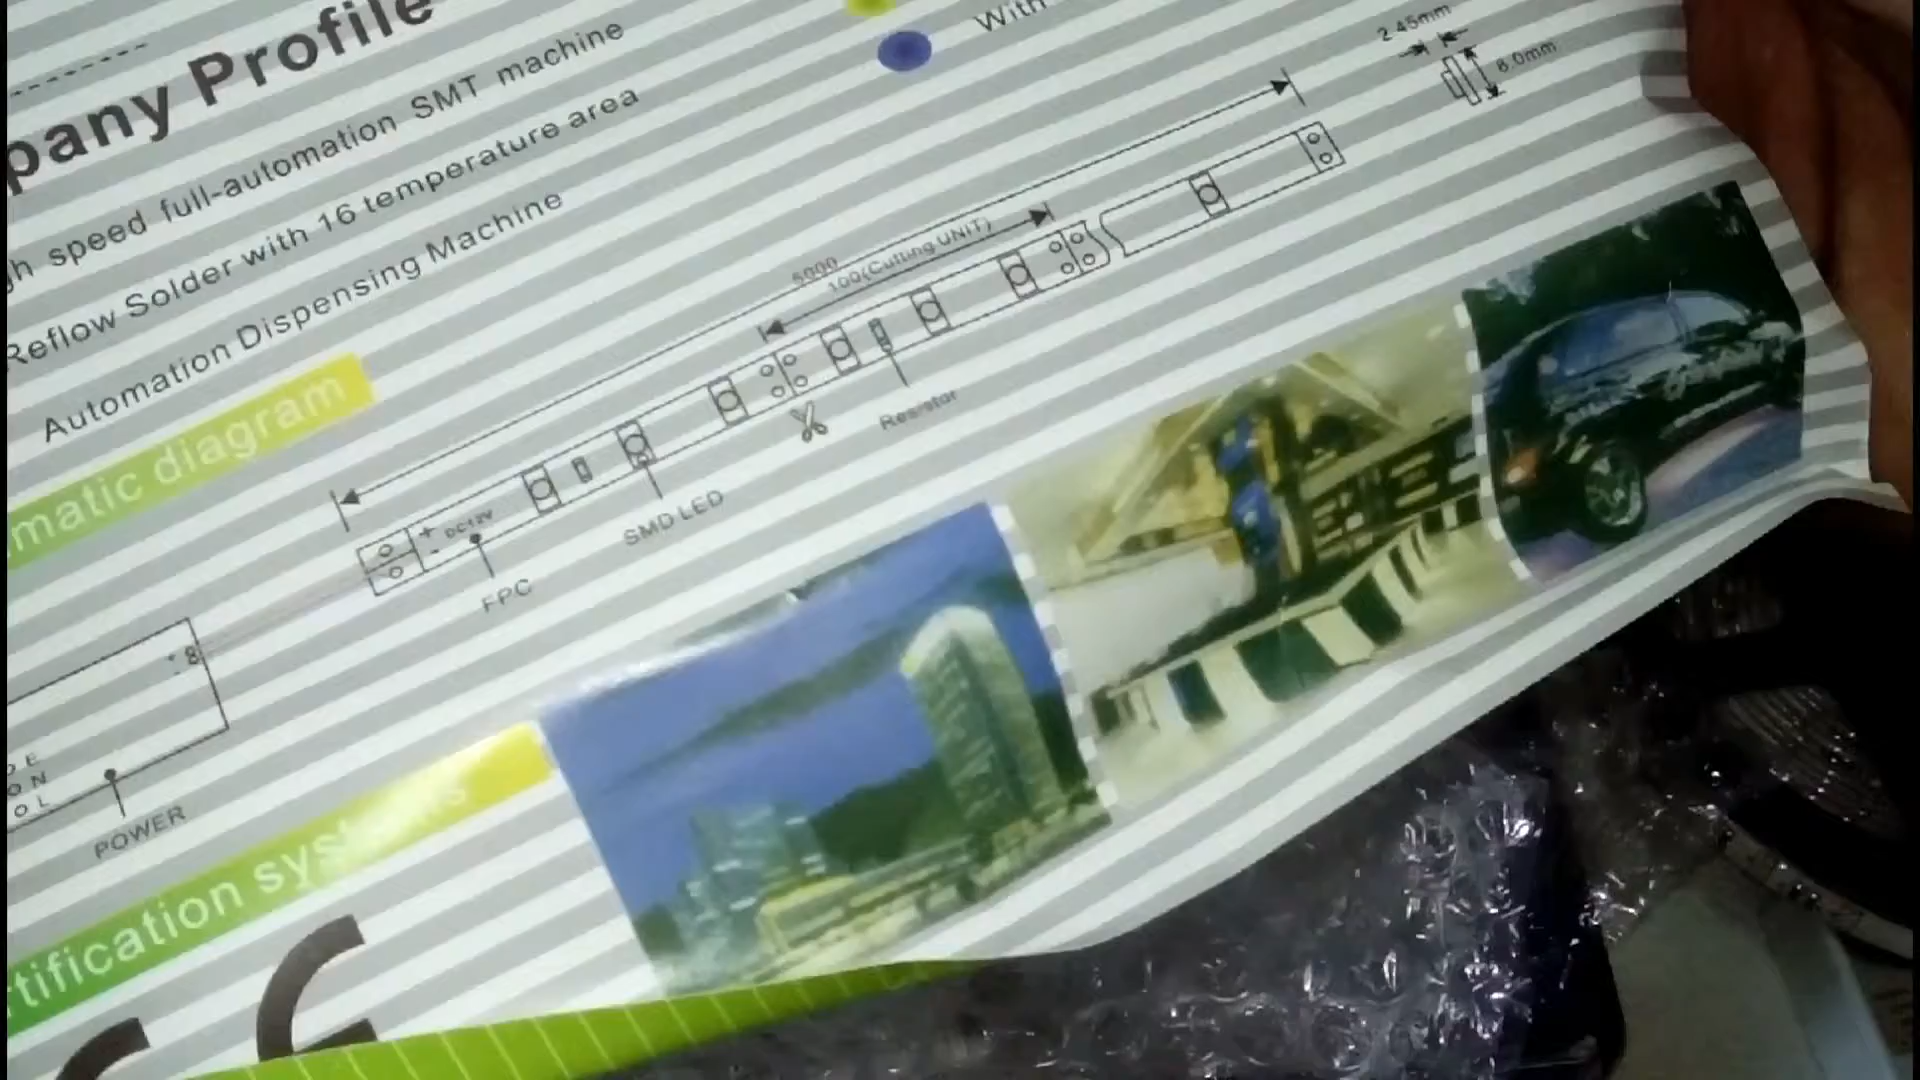 pany Profile
With
gh speed full-automation SMT machine
Reflow Solder with 16 temperature area
Automation Dispensing Machine
2.45mm
8.0mm
5000
100(Cutting UNIT)
matic diagram
Resistor
+ DC12V
-
SMD LED
FPC
D E
O N
O L
POWER
tification systems